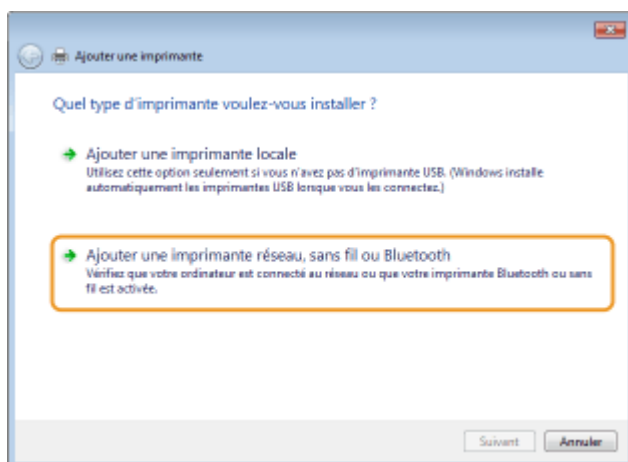 Ajouter une imprimante
Quel type d'imprimante voulez-vous installer ?
Ajouter une imprimante locale
Utilisez cette option seulement si vous n'avez pas d'imprimante USB. (Windows installe
automatiquement les imprimantes USB lorsque vous les connectez.)
Ajouter une imprimante réseau, sans fil ou Bluetooth
Vérifiez que votre ordinateur est connecté au réseau ou que votre imprimante Bluetooth ou sans
fil est activée.
Suivant Annuler